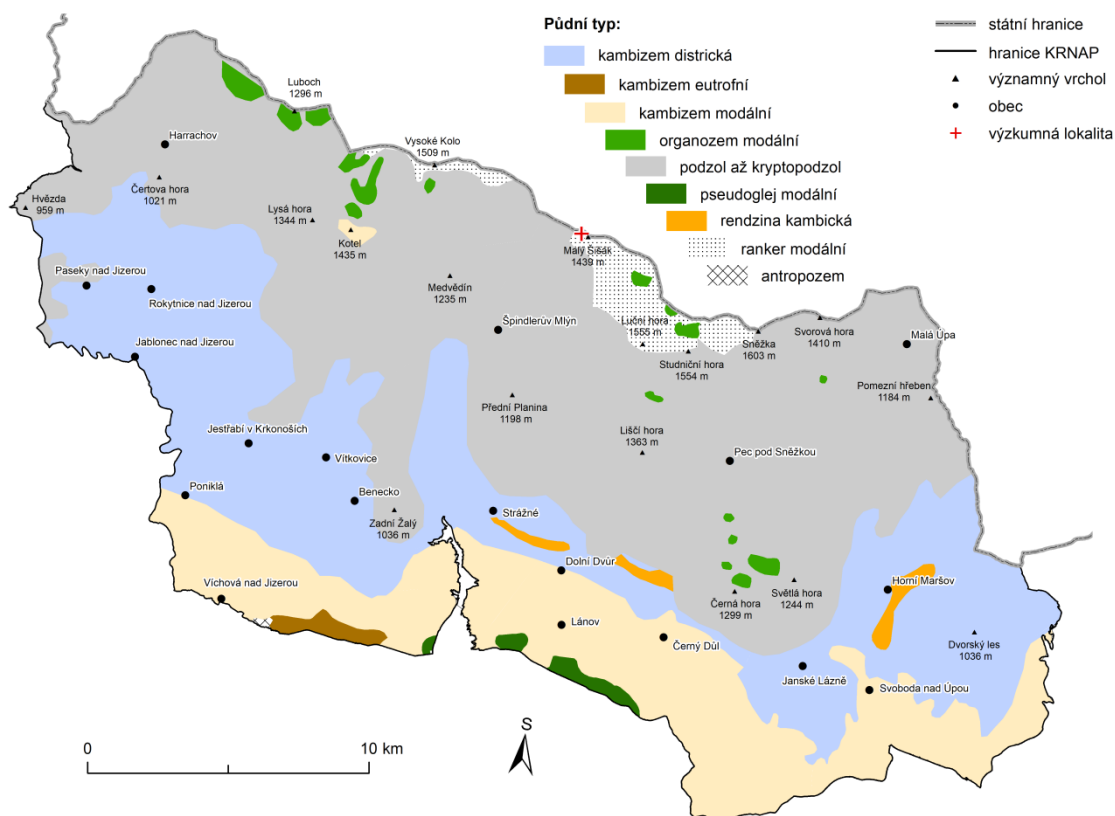 Půdní typ:
kambizem districká
kambizem eutrofní
kambizem modální
organozem modální
podzol až kryptopodzol
pseudoglej modální
rendzina kambická
ranker modální
antropozem
státní hranice
hranice KRNAP
významný vrchol
obec
výzkumná lokalita
Luboch
1296 m
Harrachov
Vysoké Kolo
1509 m
Čertova hora
1021 m
Hvězda
959 m
Lysá hora
1344 m
Kotel
1435 m
Malý Šišák
1439 m
Paseky nad Jizerou
Rokytnice nad Jizerou
Medvědín
1235 m
Špindlerův Mlýn
Luční hora
1555 m
Studniční hora
1554 m
Sněžka
1603 m
Svorová hora
1410 m
Malá Úpa
Jablonec nad Jizerou
Pomezní hřeben
1184 m
Přední Planina
1198 m
Liščí hora
1363 m
Jestřabí v Krkonoších
Vítkovice
Pec pod Sněžkou
Poniklá
Benecko
Zadní Žalý
1036 m
Strážné
Dolní Dvůr
Horní Maršov
Víchová nad Jizerou
Černá hora
1299 m
Světlá hora
1244 m
Lánov
Černý Důl
Dvorský les
1036 m
Janské Lázně
Svoboda nad Úpou
S
0
10 km